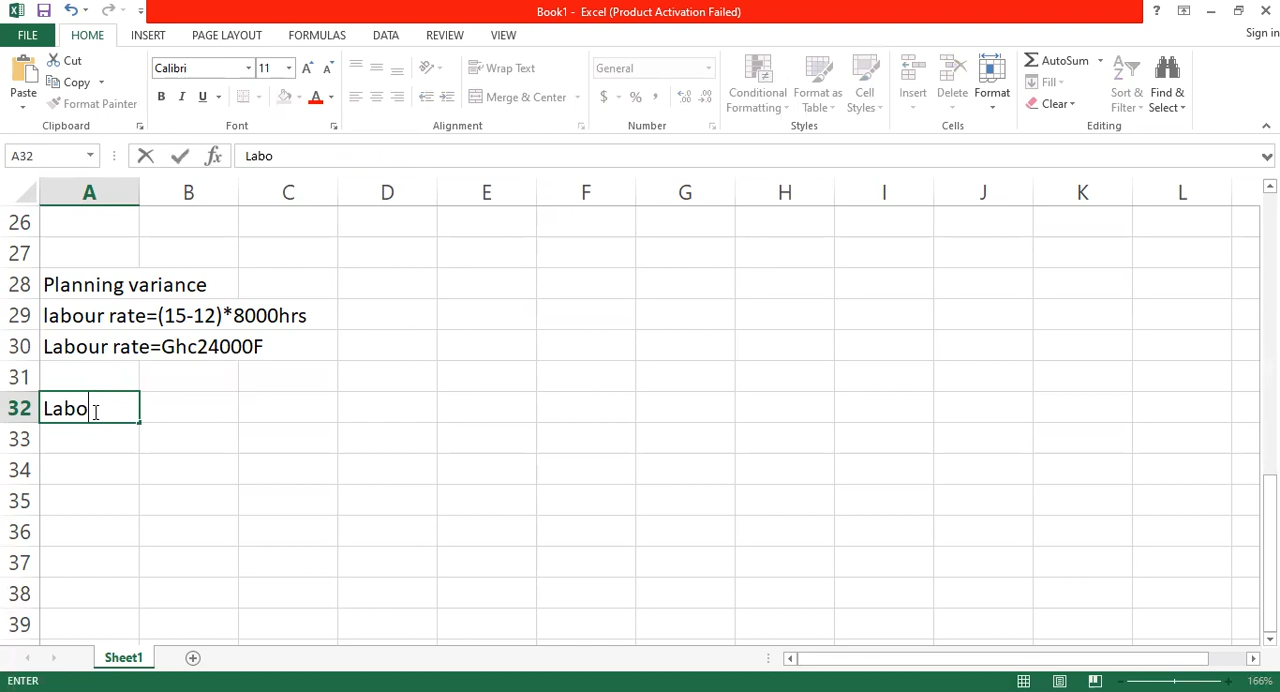 Book1 - Excel (Product Activation Failed)
?
FILE HOME INSERT PAGE LAYOUT FORMULAS DATA REVIEW VIEW
Sign in
Paste
Cut
Copy
Format Painter
Clipboard
Calibri 11
B I U
Font
Wrap Text
Merge & Center
Alignment
General
$ % ,
Number
Conditional Formatting
Format as Table
Cell Styles
Styles
Insert
Delete
Format
Cells
AutoSum
Fill
Clear
Sort & Filter
Find & Select
Editing
A32
fx
Labo
A B C D E F G H I J K L
26
27
28 Planning variance
29 labour rate=(15-12)*8000hrs
30 Labour rate=Ghc24000F
31
32 Labo
33
34
35
36
37
38
39
Sheet1
ENTER
166%